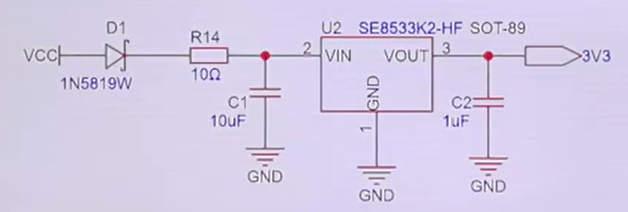 U2 SE8533K2-HF SOT-89
D1
R14
VCC
2 VIN VOUT 3
3V3
1N5819W
10Ω
GND
C1
10uF
C2
1uF
1
GND
GND
GND